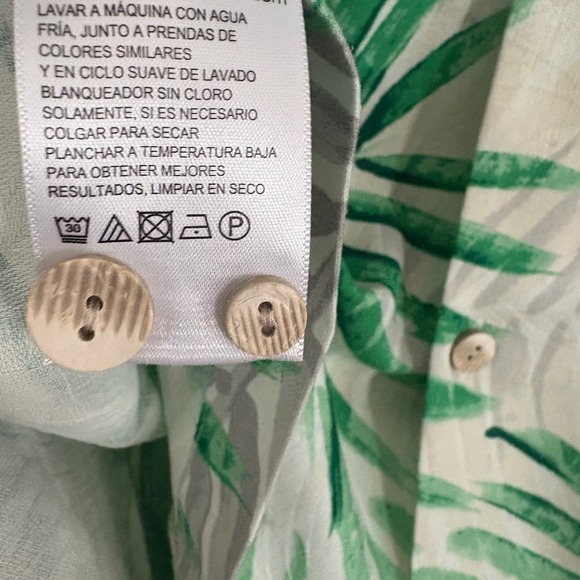 LAVAR A MÁQUINA CON AGUA
FRÍA, JUNTO A PRENDAS DE
COLORES SIMILARES
Y EN CICLO SUAVE DE LAVADO
BLANQUEADOR SIN CLORO
SOLAMENTE, SI ES NECESARIO
COLGAR PARA SECAR
PLANCHAR A TEMPERATURA BAJA
PARA OBTENER MEJORES
RESULTADOS, LIMPIAR EN SECO
30 P